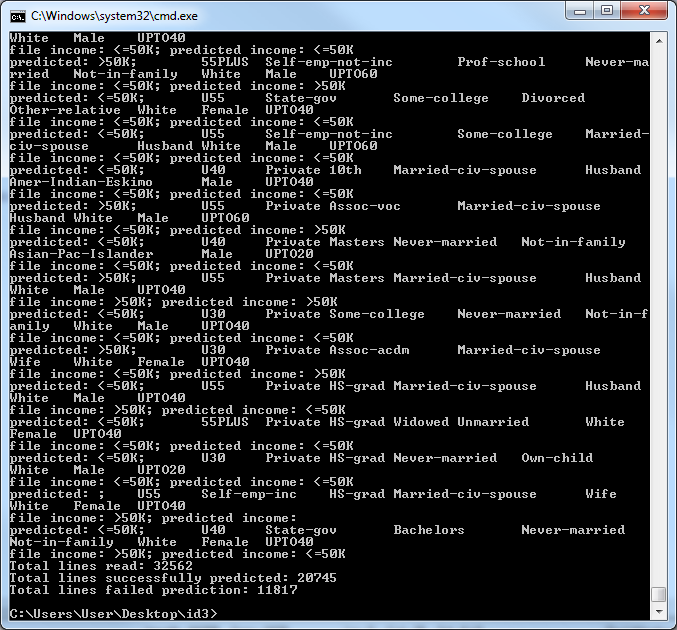 C:\Windows\system32\cmd.exe
White Male UPTO40
file income: <=50K; predicted income: <=50K
predicted: >50K; 55PLUS Self-emp-not-inc Prof-school Never-ma
rried Not-in-family White Male UPTO60
file income: <=50K; predicted income: >50K
predicted: <=50K; U55 State-gov Some-college Divorced
Other-relative White Female UPTO40
file income: <=50K; predicted income: <=50K
predicted: <=50K; U55 Self-emp-not-inc Some-college Married-
civ-spouse Husband White Male UPTO60
file income: <=50K; predicted income: <=50K
predicted: <=50K; U40 Private 10th Married-civ-spouse Husband
Amer-Indian-Eskimo Male UPTO40
file income: <=50K; predicted income: <=50K
predicted: >50K; U55 Private Assoc-voc Married-civ-spouse
Husband White Male UPTO60
file income: <=50K; predicted income: >50K
predicted: <=50K; U40 Private Masters Never-married Not-in-family
Asian-Pac-Islander Male UPTO20
file income: <=50K; predicted income: <=50K
predicted: >50K; U55 Private Masters Married-civ-spouse Husband
White Male UPTO40
file income: >50K; predicted income: >50K
predicted: <=50K; U30 Private Some-college Never-married Not-in-f
amily White Male UPTO40
file income: <=50K; predicted income: <=50K
predicted: >50K; U30 Private Assoc-acdm Married-civ-spouse
Wife White Female UPTO40
file income: <=50K; predicted income: >50K
predicted: <=50K; U55 Private HS-grad Married-civ-spouse Husband
White Male UPTO40
file income: >50K; predicted income: <=50K
predicted: <=50K; 55PLUS Private HS-grad Widowed Unmarried White
Female UPTO40
file income: <=50K; predicted income: <=50K
predicted: <=50K; U30 Private HS-grad Never-married Own-child
White Male UPTO20
file income: <=50K; predicted income: <=50K
predicted: ; U55 Self-emp-inc HS-grad Married-civ-spouse Wife
White Female UPTO40
file income: >50K; predicted income:
predicted: <=50K; U40 State-gov Bachelors Never-married
Not-in-family White Female UPTO40
file income: >50K; predicted income: <=50K
Total lines read: 32562
Total lines successfully predicted: 20745
Total lines failed prediction: 11817
C:\Users\User\Desktop\id3>